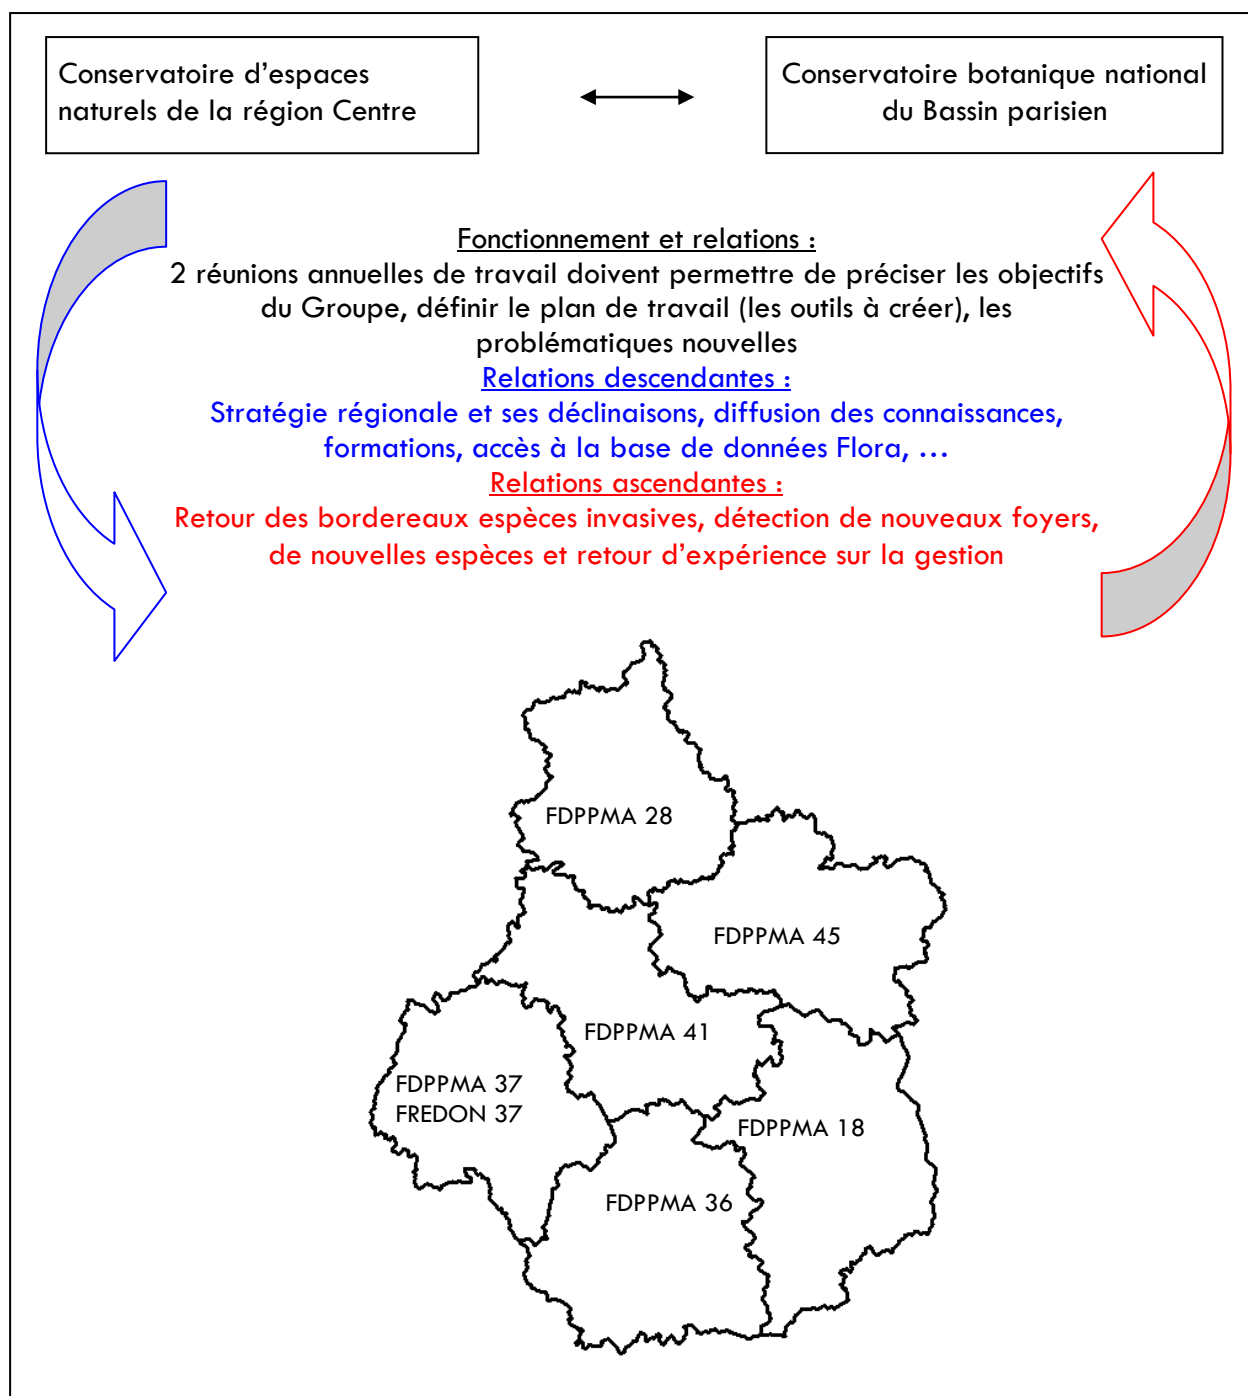 Conservatoire d'espaces
naturels de la région Centre
Conservatoire botanique national
du Bassin parisien
Fonctionnement et relations :
2 réunions annuelles de travail doivent permettre de préciser les objectifs
du Groupe, définir le plan de travail (les outils à créer), les
problématiques nouvelles
Relations descendantes :
Stratégie régionale et ses déclinaisons, diffusion des connaissances,
formations, accès à la base de données Flora, …
Relations ascendantes :
Retour des bordereaux espèces invasives, détection de nouveaux foyers,
de nouvelles espèces et retour d'expérience sur la gestion
FDPPMA 28
FDPPMA 45
FDPPMA 41
FDPPMA 37
FREDON 37
FDPPMA 18
FDPPMA 36